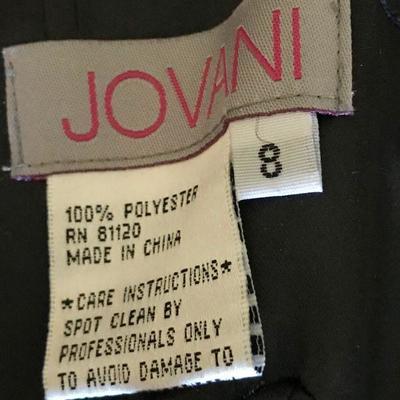 JOVANI
8
100% POLYESTER
RN 81120
MADE IN CHINA
*CARE INSTRUCTIONS*
SPOT CLEAN BY
PROFESSIONALS ONLY
TO AVOID DAMAGE TO